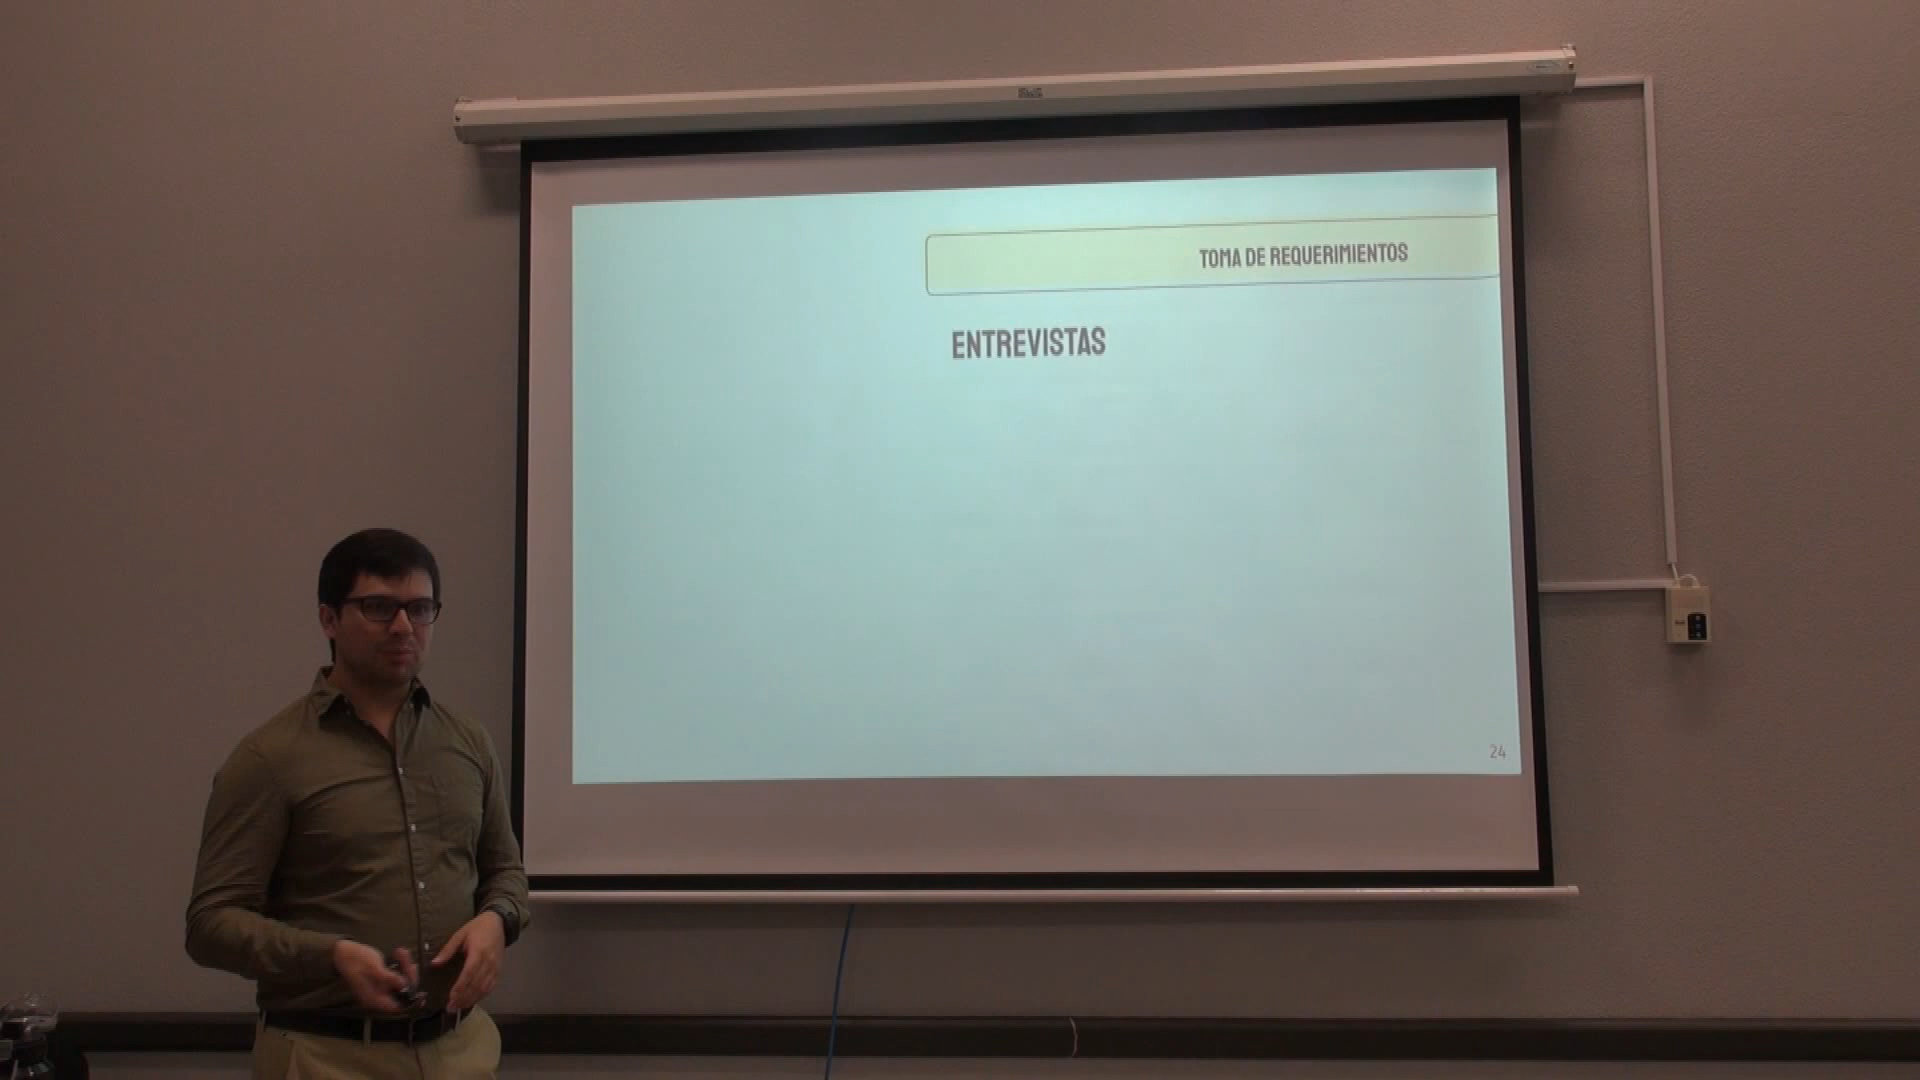 TOMA DE REQUERIMIENTOS
ENTREVISTAS
24